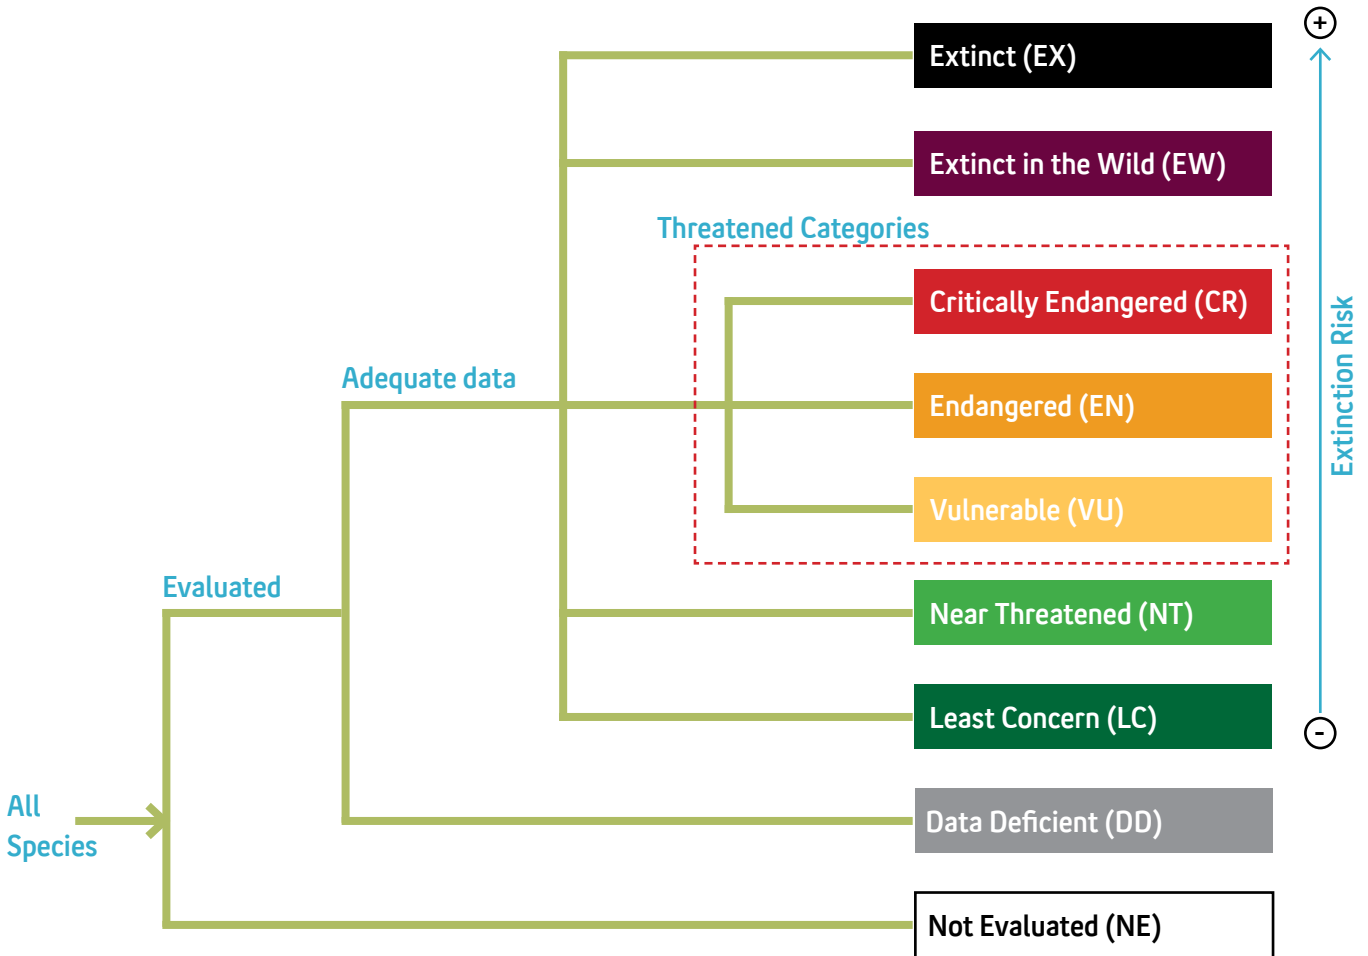 +
Extinct (EX)
Extinct in the Wild (EW)
Threatened Categories
Critically Endangered (CR)
Extinction Risk
Adequate data
Endangered (EN)
Vulnerable (VU)
Evaluated
Near Threatened (NT)
Least Concern (LC)
-
All
Species
Data Deficient (DD)
Not Evaluated (NE)